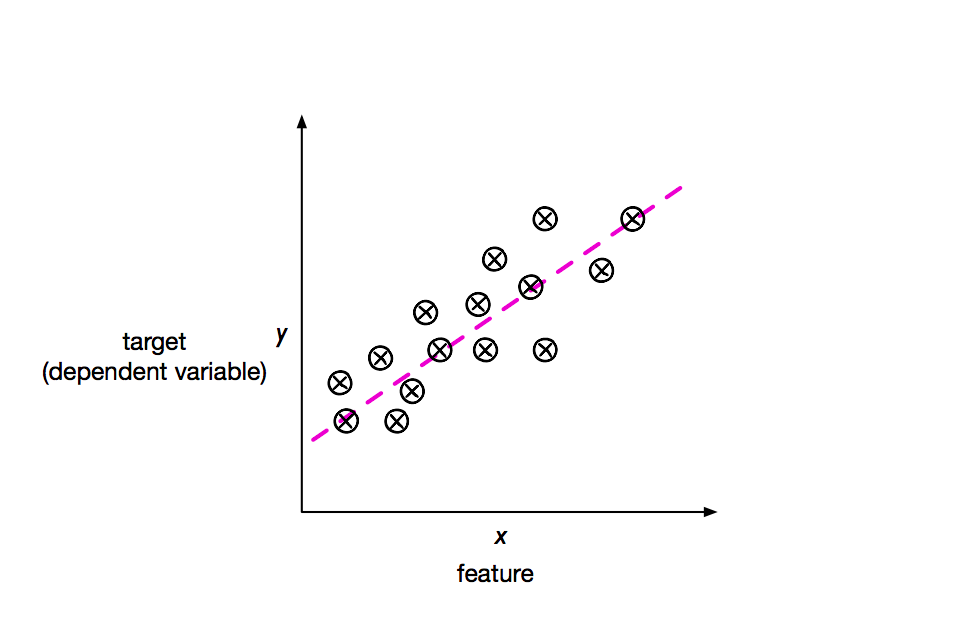 target
(dependent variable)
y
x
feature